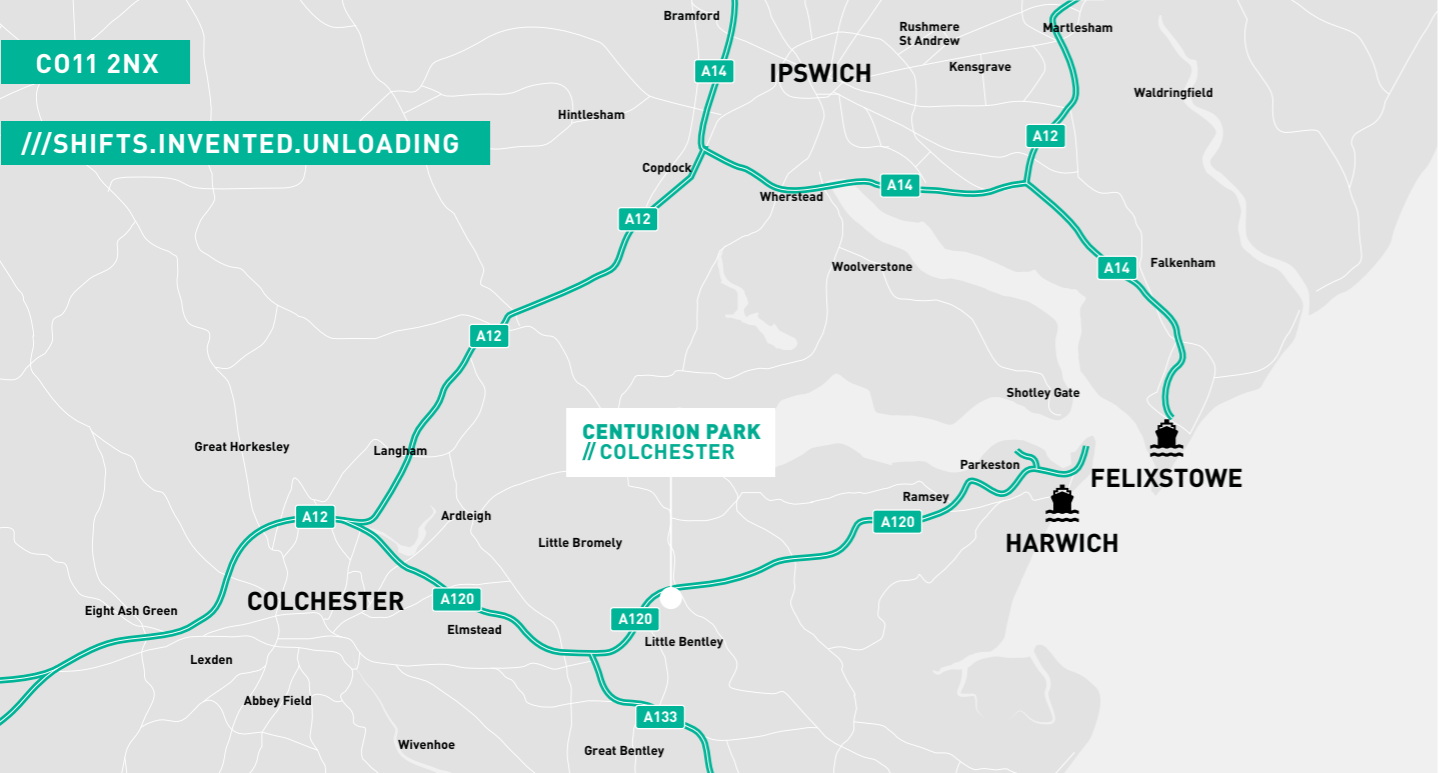 Bramford
Rushmere
St Andrew
Martlesham
CO11 2NX
A14
IPSWICH
Kensgrave
Waldringfield
Hintlesham
///SHIFTS.INVENTED.UNLOADING
A12
Copdock
A14
Wherstead
A12
Woolverstone
A14
Falkenham
A12
Shotley Gate
CENTURION PARK
// COLCHESTER
Great Horkesley
Langham
Parkeston
FELIXSTOWE
Ramsey
A12
Ardleigh
A120
Little Bromely
HARWICH
COLCHESTER
A120
Eight Ash Green
A120
Elmstead
Little Bentley
Lexden
Abbey Field
A133
Wivenhoe
Great Bentley